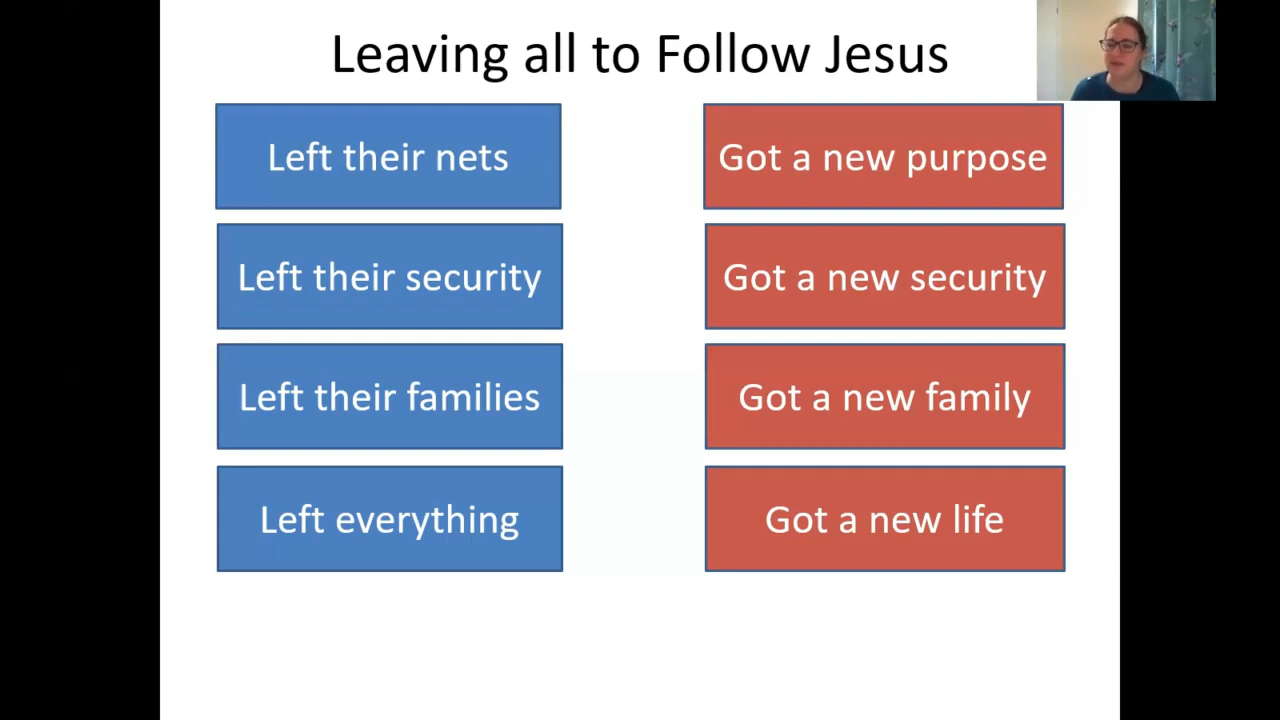 Leaving all to Follow Jesus
Left their nets
Got a new purpose
Left their security
Got a new security
Left their families
Got a new family
Left everything
Got a new life